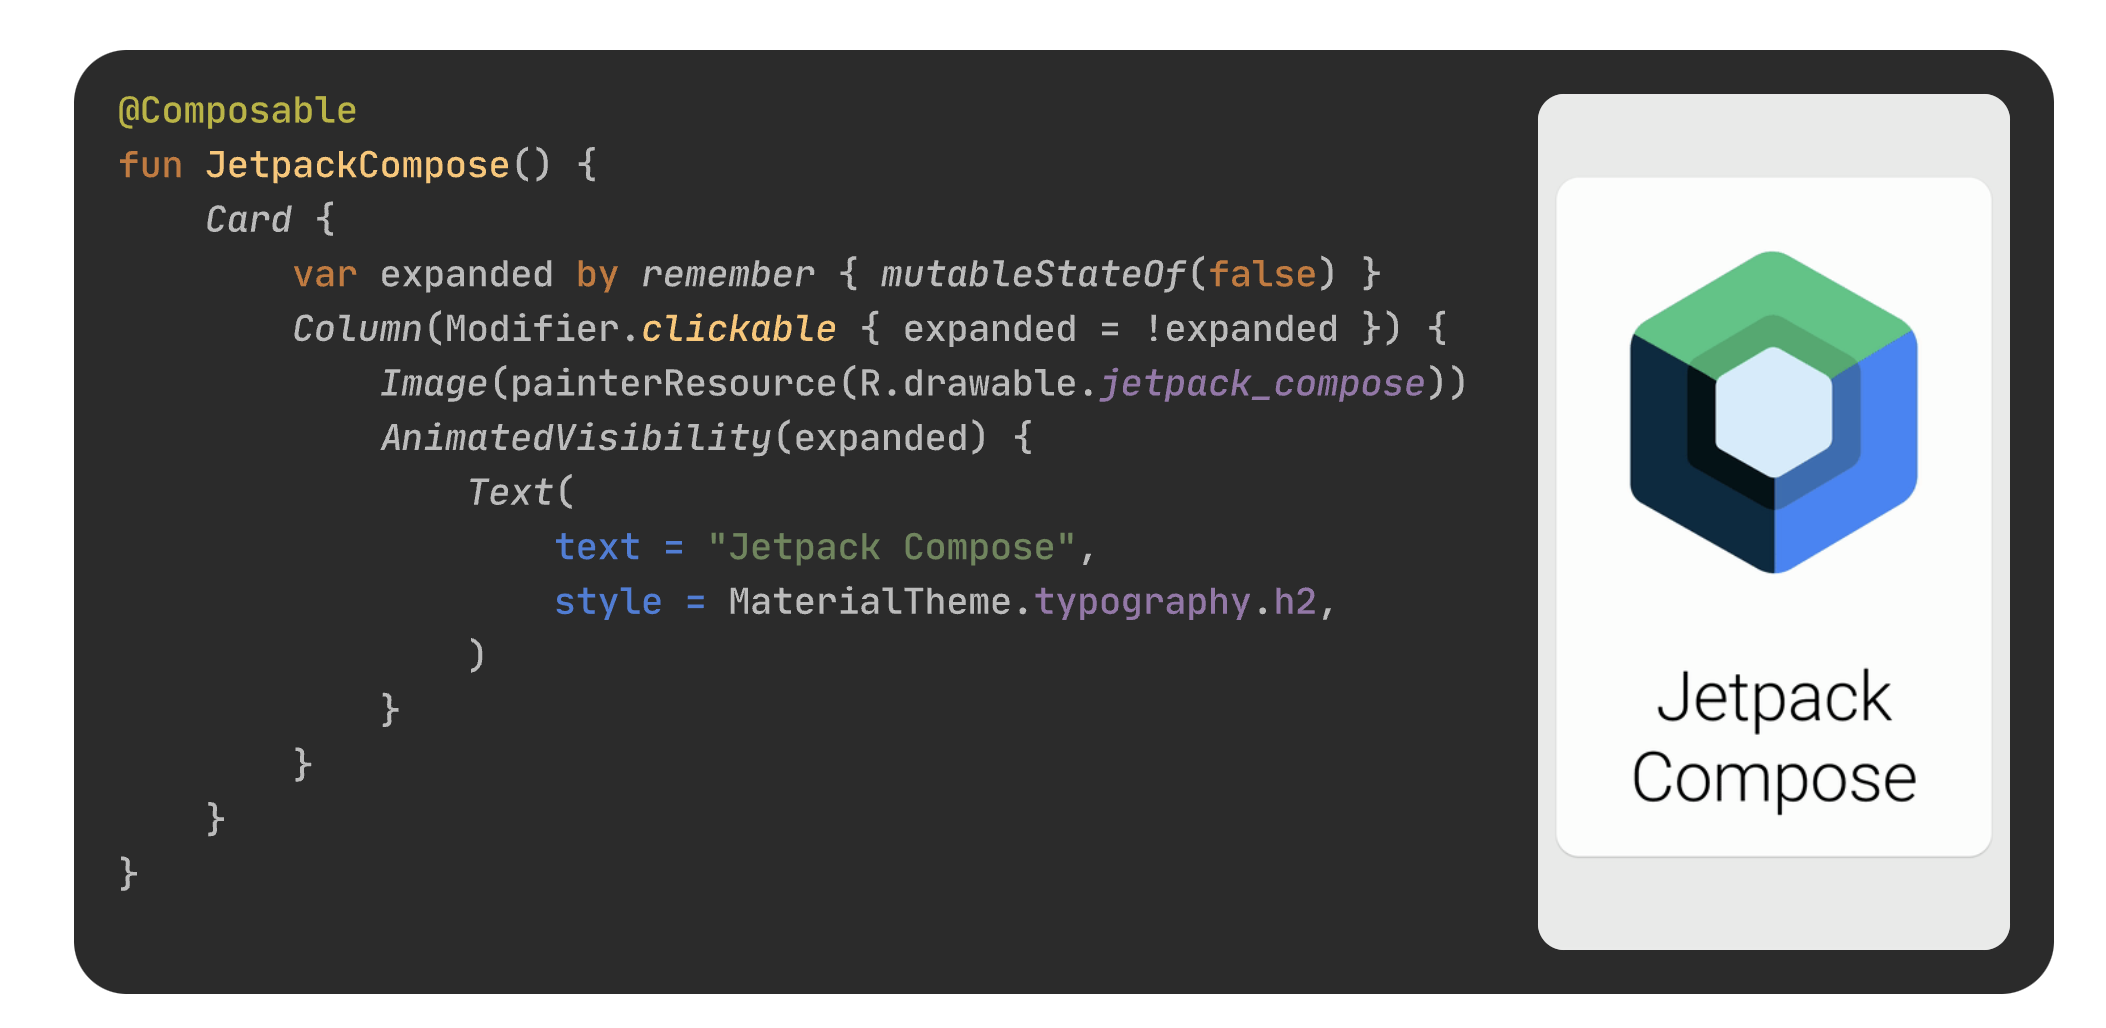 @Composable
fun JetpackCompose() {
    Card {
        var expanded by remember { mutableStateOf(false) }
        Column(Modifier.clickable { expanded = !expanded }) {
            Image(painterResource(R.drawable.jetpack_compose))
            AnimatedVisibility(expanded) {
                Text(
                    text = "Jetpack Compose",
                    style = MaterialTheme.typography.h2,
                )
            }
        }
    }
}
Jetpack
Compose